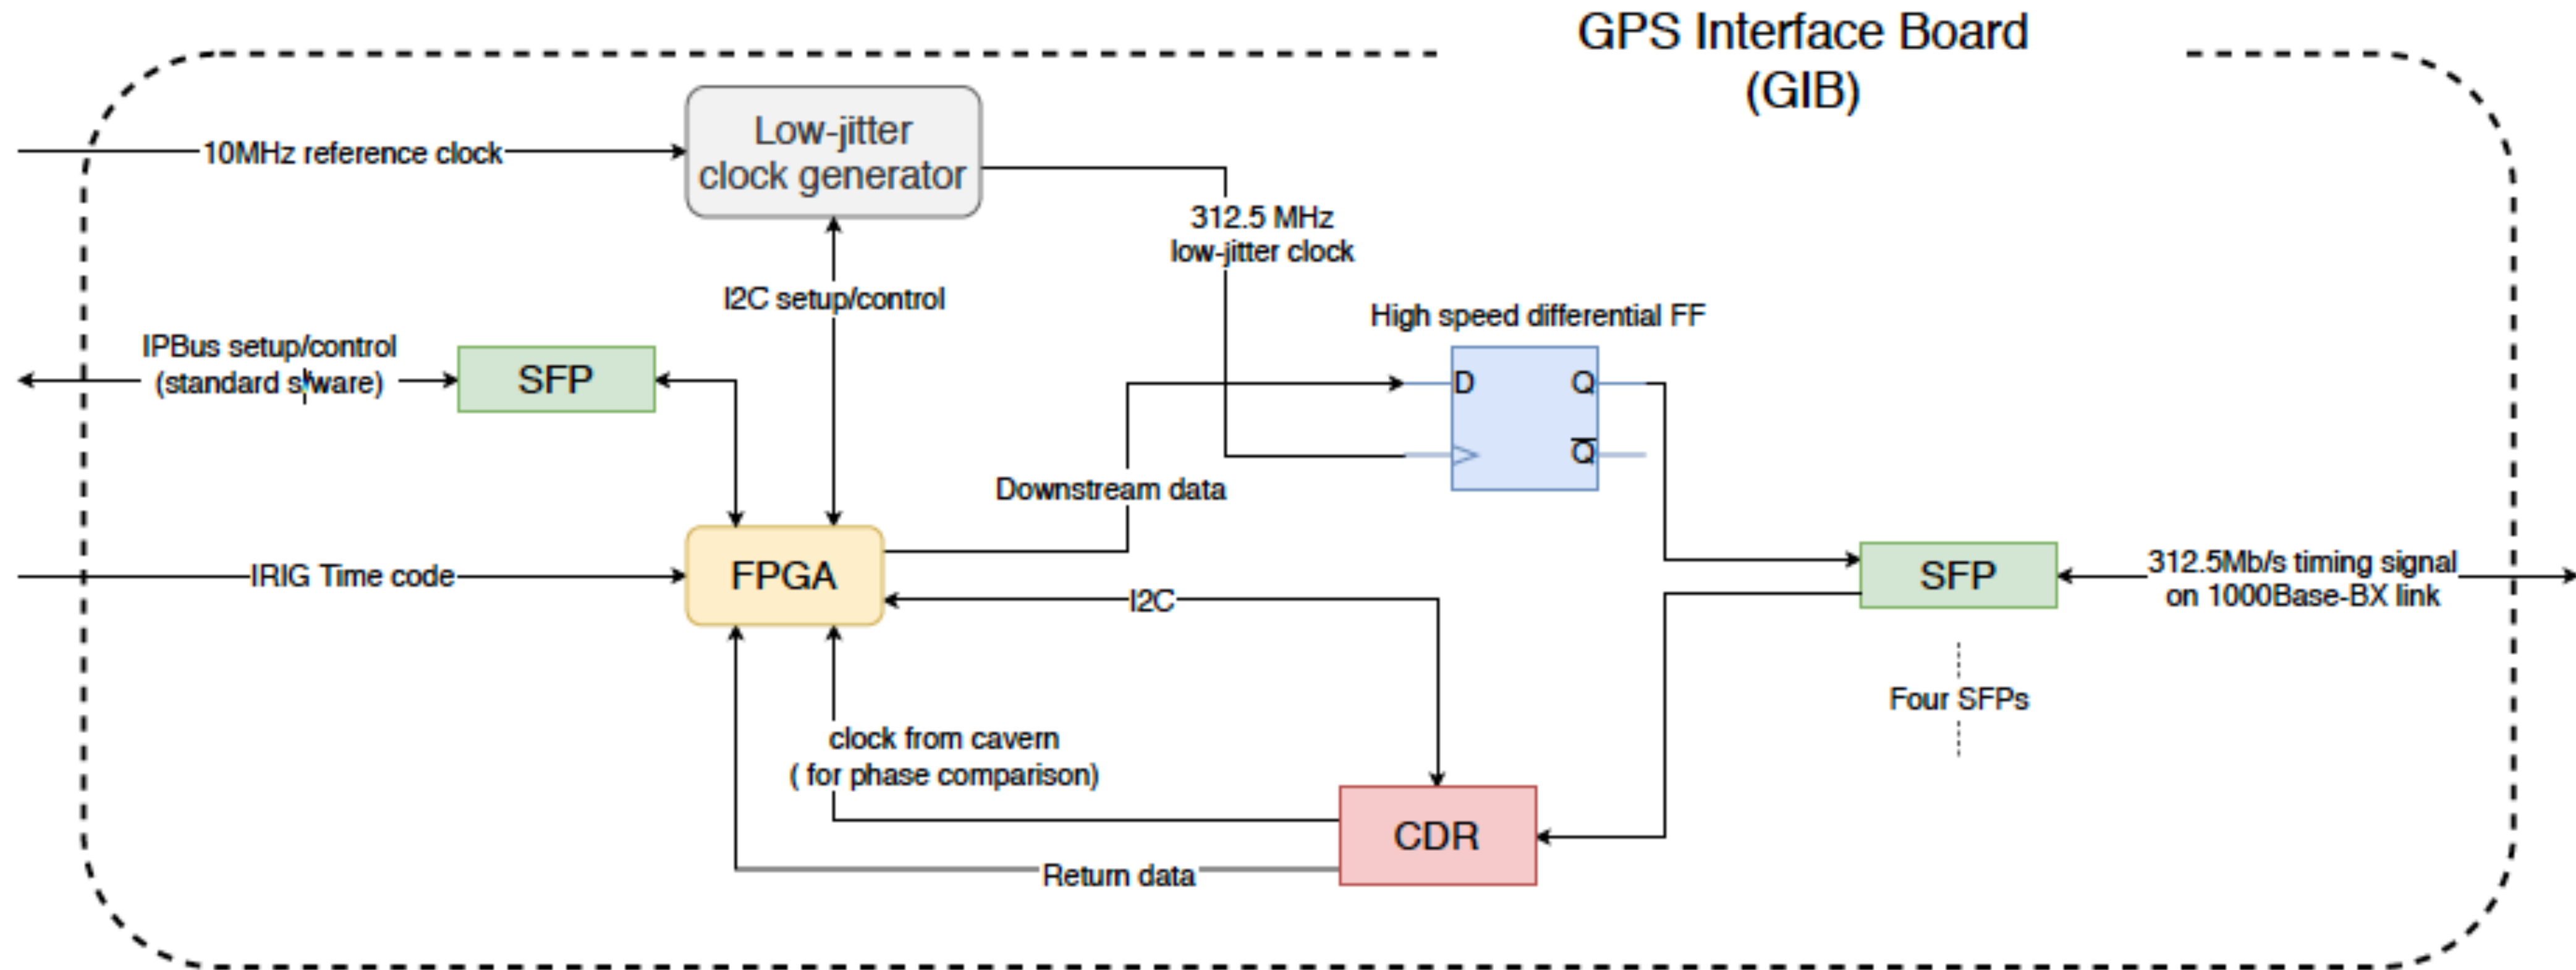 GPS Interface Board
(GIB)
Low-jitter
clock generator
10MHz reference clock
312.5 MHz
low-jitter clock
I2C setup/control
High speed differential FF
IPBus setup/control
(standard s/ware)
SFP
D
Q
Q̅
Downstream data
IRIG Time code
FPGA
I2C
SFP
312.5Mb/s timing signal
on 1000Base-BX link
Four SFPs
clock from cavern
( for phase comparison)
CDR
Return data